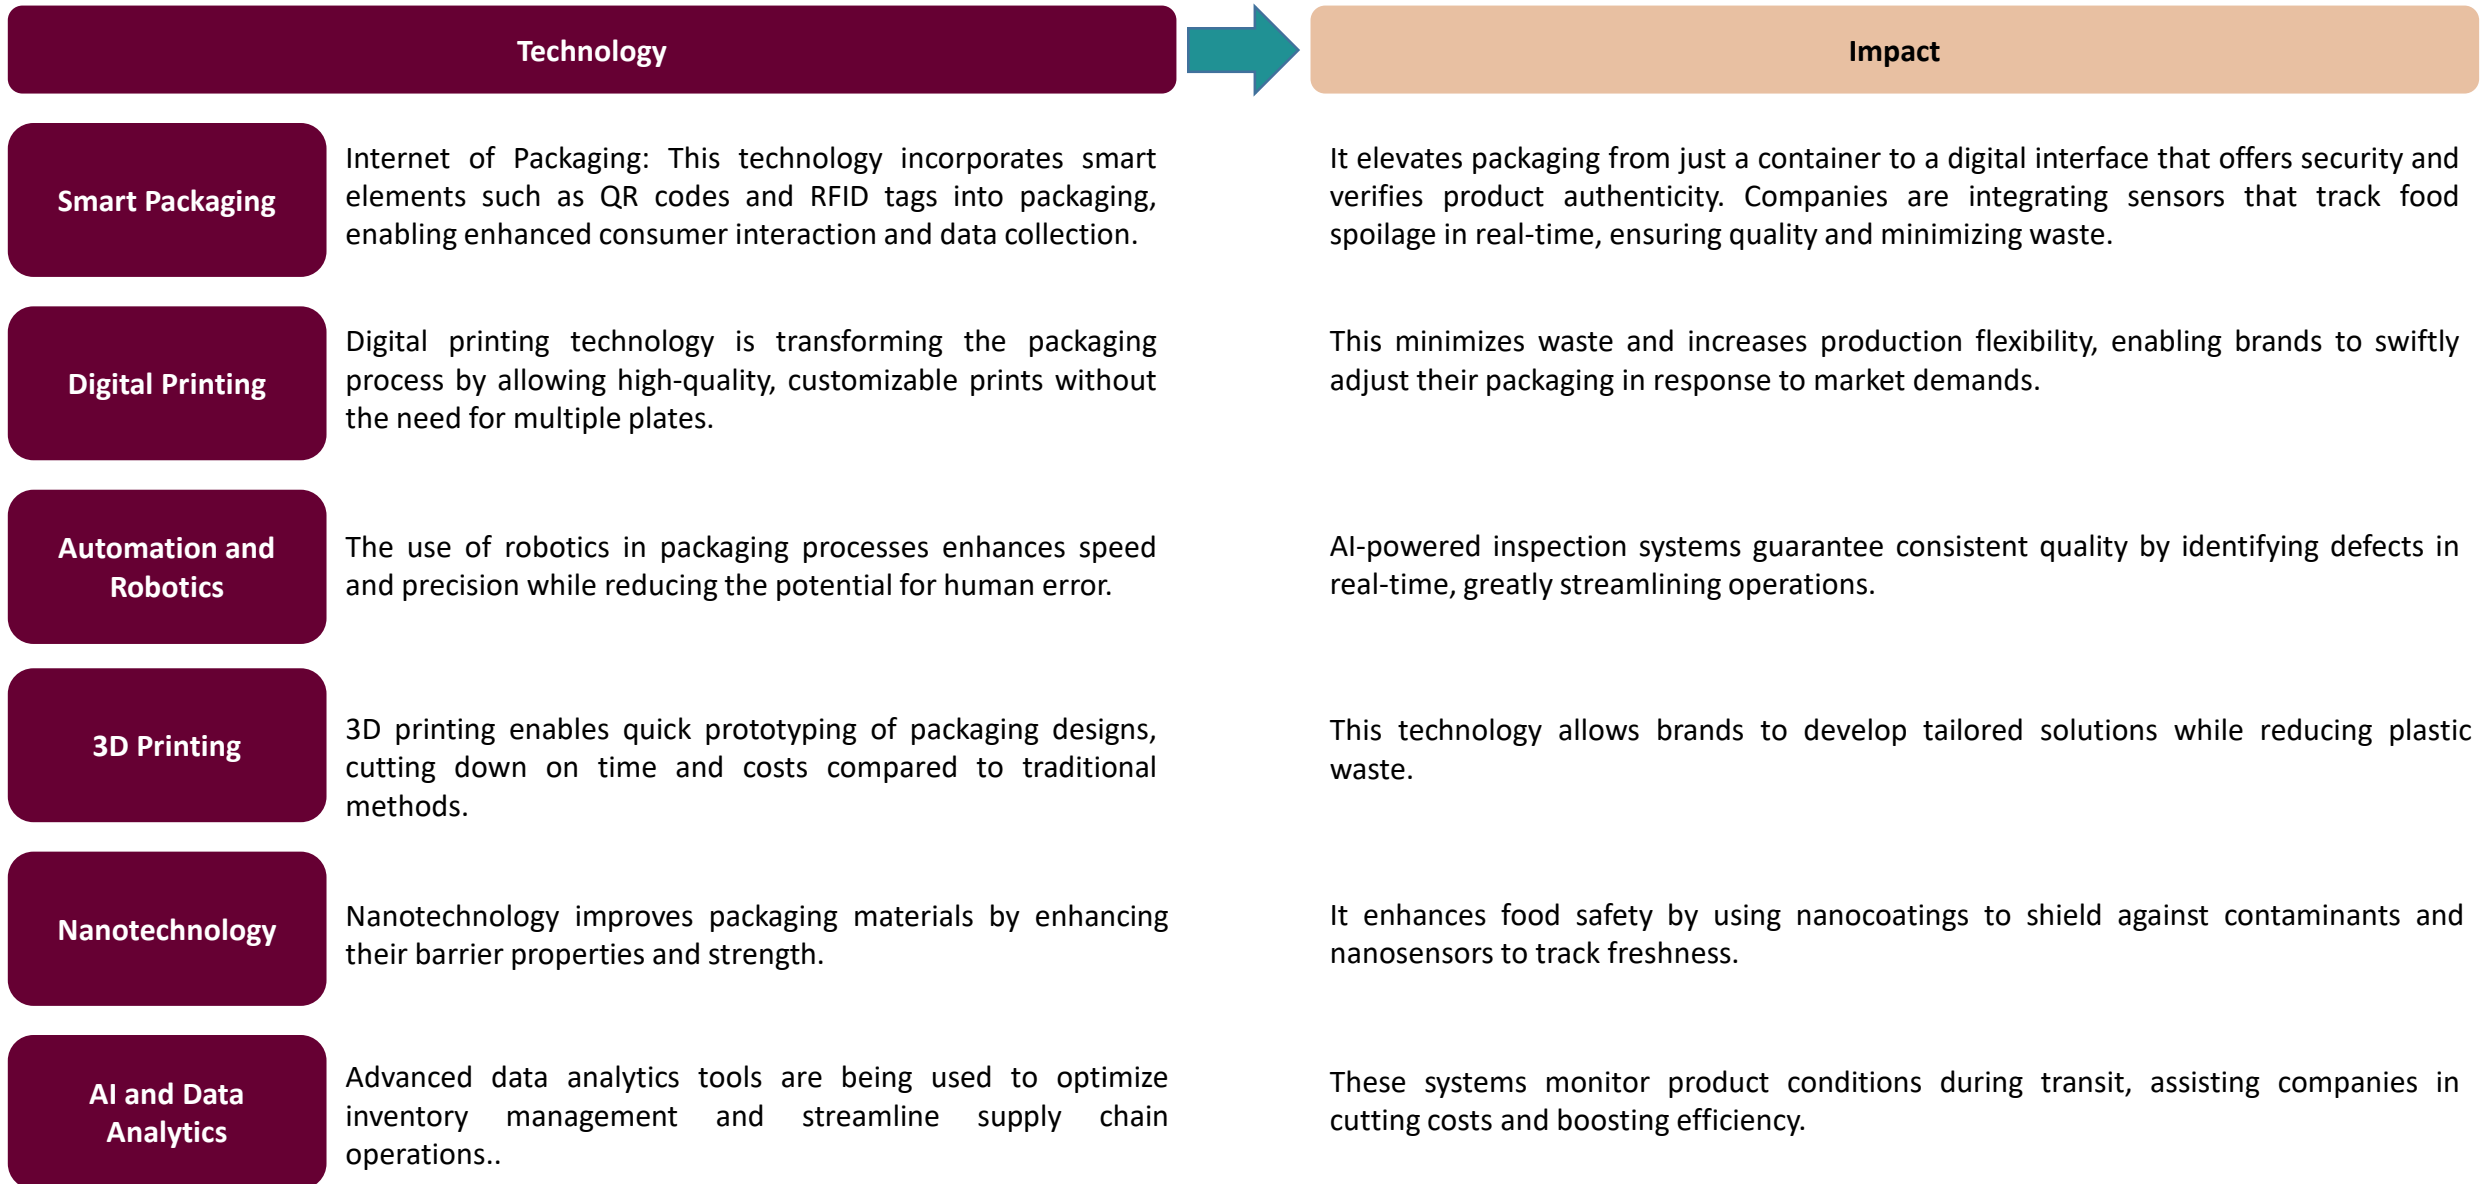 Technology
Impact
Smart Packaging
Internet of Packaging: This technology incorporates smart
elements such as QR codes and RFID tags into packaging,
enabling enhanced consumer interaction and data collection.
It elevates packaging from just a container to a digital interface that offers security and
verifies product authenticity. Companies are integrating sensors that track food
spoilage in real-time, ensuring quality and minimizing waste.
Digital Printing
Digital printing technology is transforming the packaging
process by allowing high-quality, customizable prints without
the need for multiple plates.
This minimizes waste and increases production flexibility, enabling brands to swiftly
adjust their packaging in response to market demands.
Automation and
Robotics
The use of robotics in packaging processes enhances speed
and precision while reducing the potential for human error.
AI-powered inspection systems guarantee consistent quality by identifying defects in
real-time, greatly streamlining operations.
3D Printing
3D printing enables quick prototyping of packaging designs,
cutting down on time and costs compared to traditional
methods.
This technology allows brands to develop tailored solutions while reducing plastic
waste.
Nanotechnology
Nanotechnology improves packaging materials by enhancing
their barrier properties and strength.
It enhances food safety by using nanocoatings to shield against contaminants and
nanosensors to track freshness.
AI and Data
Analytics
Advanced data analytics tools are being used to optimize
inventory management and streamline supply chain
operations..
These systems monitor product conditions during transit, assisting companies in
cutting costs and boosting efficiency.